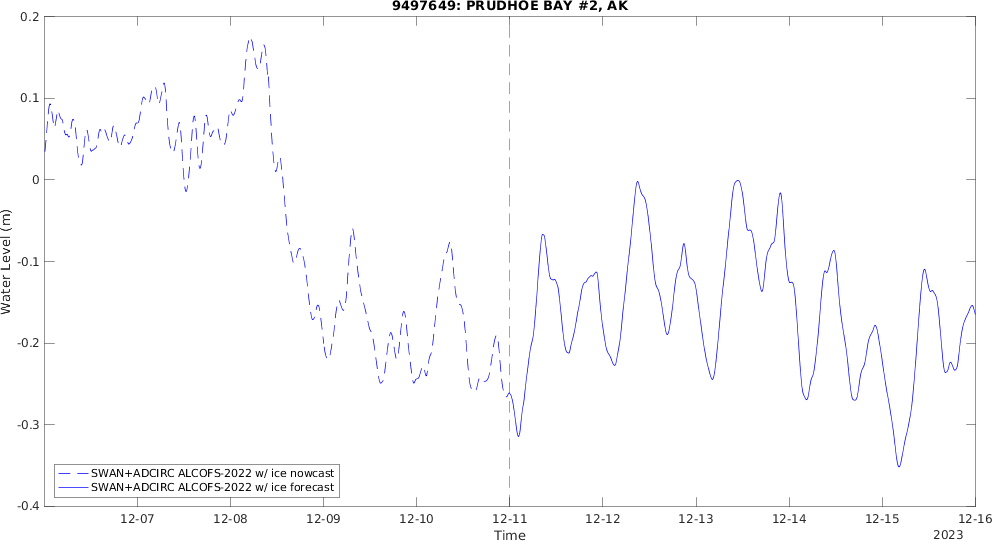 9497649: PRUDHOE BAY #2, AK
0.2
0.1
0
-0.1
-0.2
-0.3
-0.4
Water Level (m)
SWAN+ADCIRC ALCOFS-2022 w/ ice nowcast
SWAN+ADCIRC ALCOFS-2022 w/ ice forecast
12-07 12-08 12-09 12-10 12-11 12-12 12-13 12-14 12-15 12-16
Time
2023